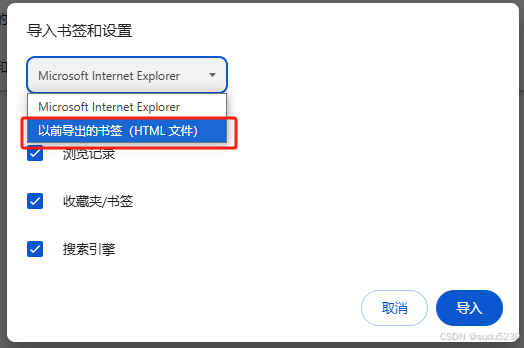 导入书签和设置
Microsoft Internet Explorer
Microsoft Internet Explorer
以前导出的书签（HTML 文件）
浏览记录
收藏夹/书签
搜索引擎
取消
导入
CSDN @sudu5230